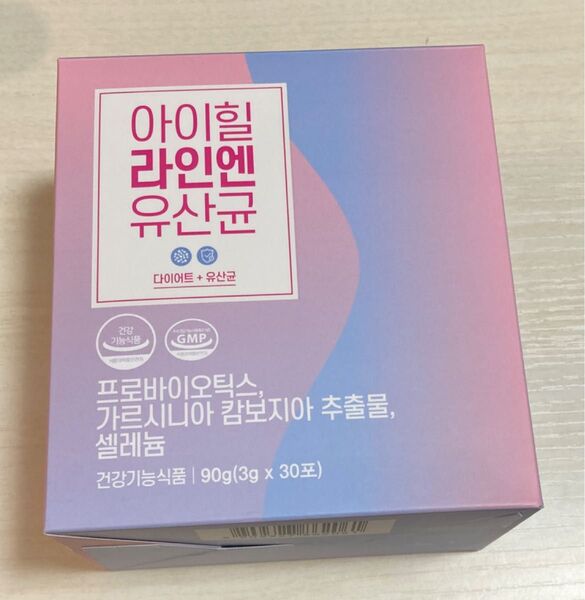 아이힐
라인엔
유산균
다이어트 + 유산균
건강
기능식품
GMP
프로바이오틱스,
가르시니아 캄보지아 추출물,
셀레늄
건강기능식품 | 90g(3g x 30포)